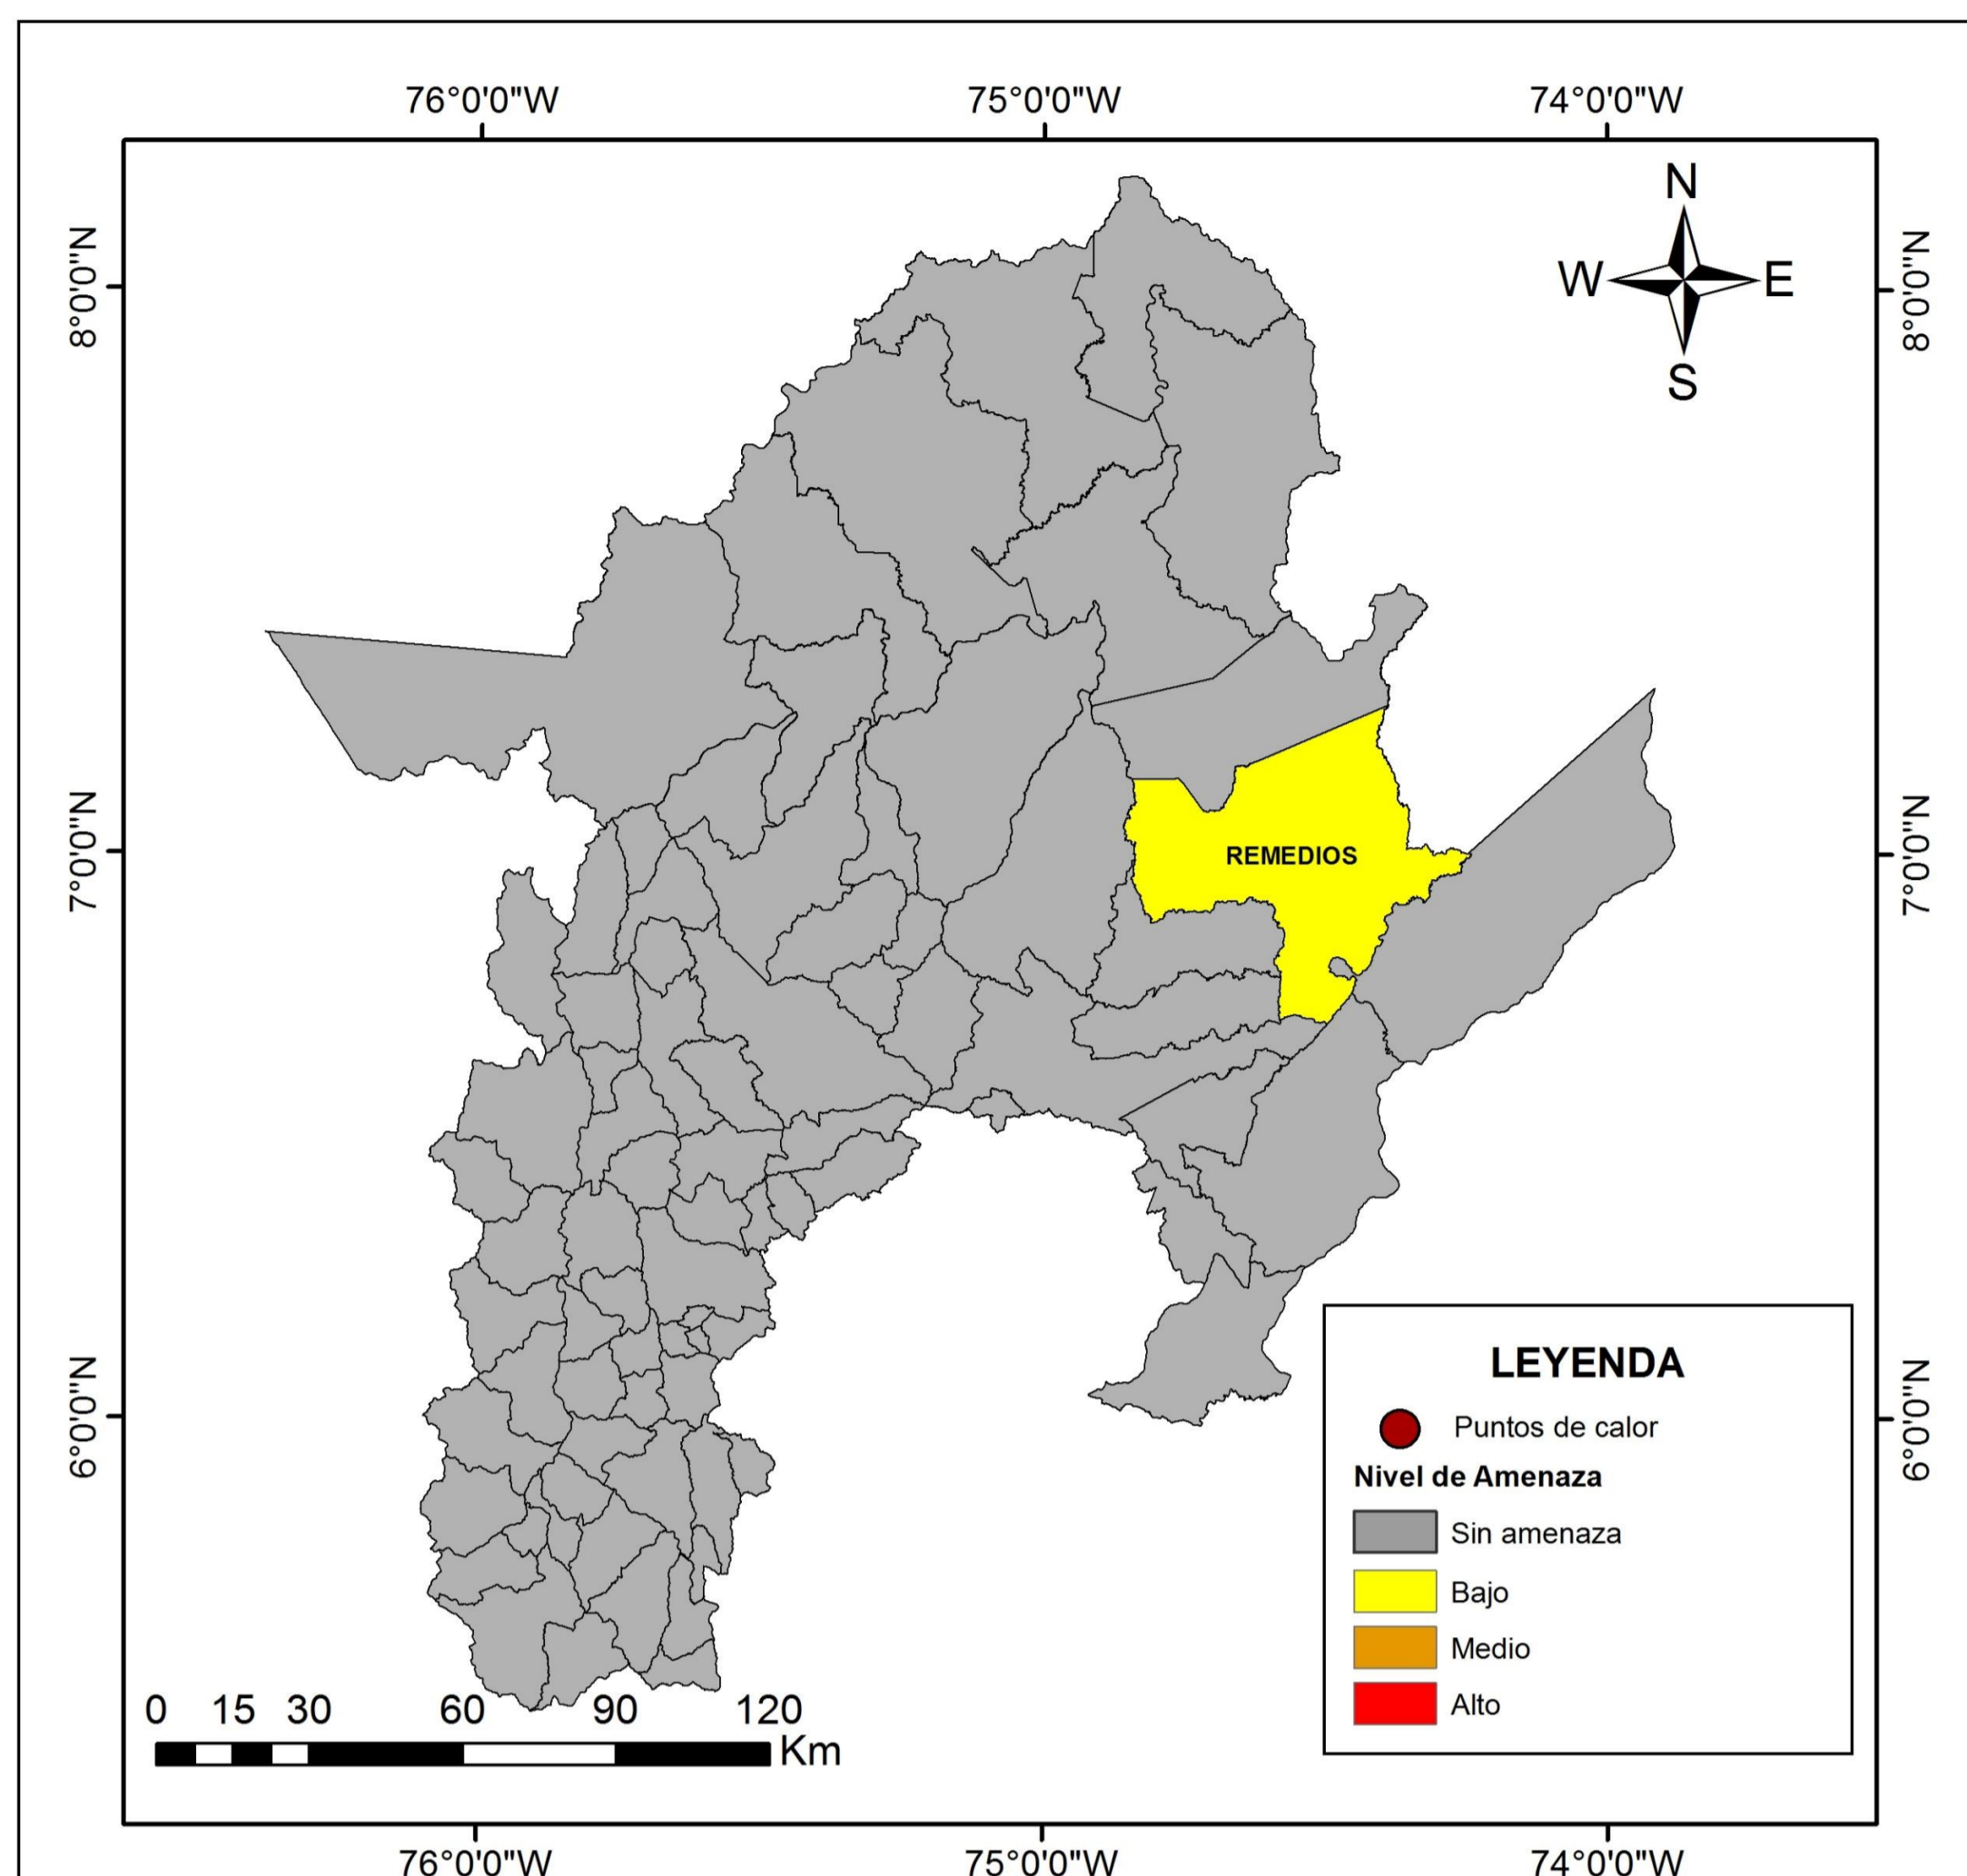 76°0'0"W 75°0'0"W 74°0'0"W
N
W E
S
8°0'0"N 8°0'0"N
7°0'0"N 7°0'0"N
REMEDIOS
6°0'0"N 6°0'0"N
LEYENDA
Puntos de calor
Nivel de Amenaza
Sin amenaza
Bajo
Medio
Alto
0 15 30 60 90 120
Km
76°0'0"W 75°0'0"W 74°0'0"W